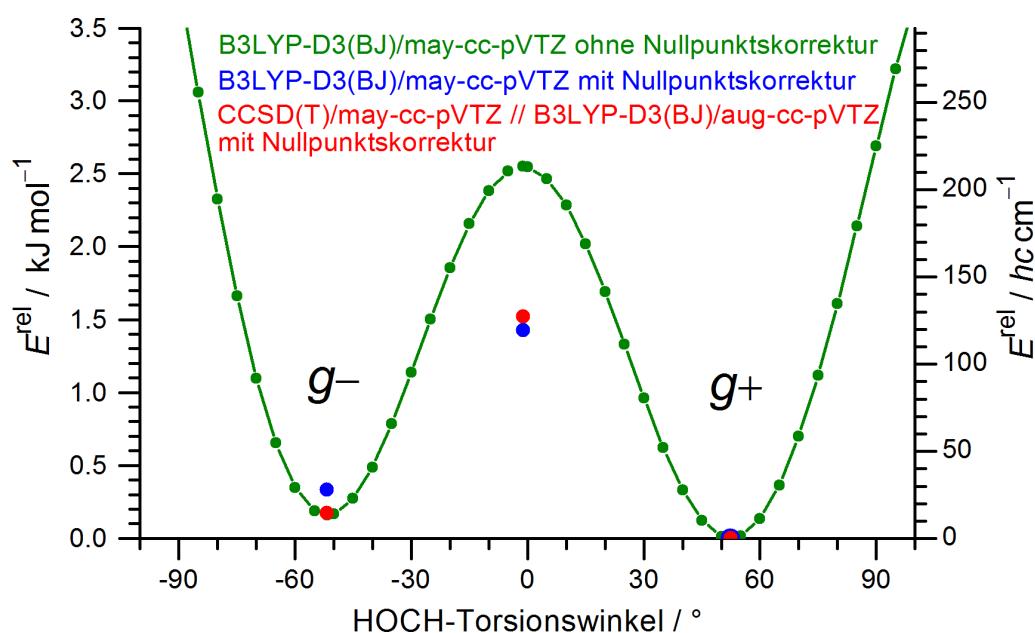 B3LYP-D3(BJ)/may-cc-pVTZ ohne Nullpunktskorrektur
B3LYP-D3(BJ)/may-cc-pVTZ mit Nullpunktskorrektur
CCSD(T)/may-cc-pVTZ // B3LYP-D3(BJ)/aug-cc-pVTZ
mit Nullpunktskorrektur
3.5
3.0
2.5
2.0
1.5
1.0
0.5
0.0
E^rel / kJ mol⁻¹
g−
g+
250
200
150
100
50
0
E^rel / hc cm⁻¹
-90 -60 -30 0 30 60 90
HOCH-Torsionswinkel / °